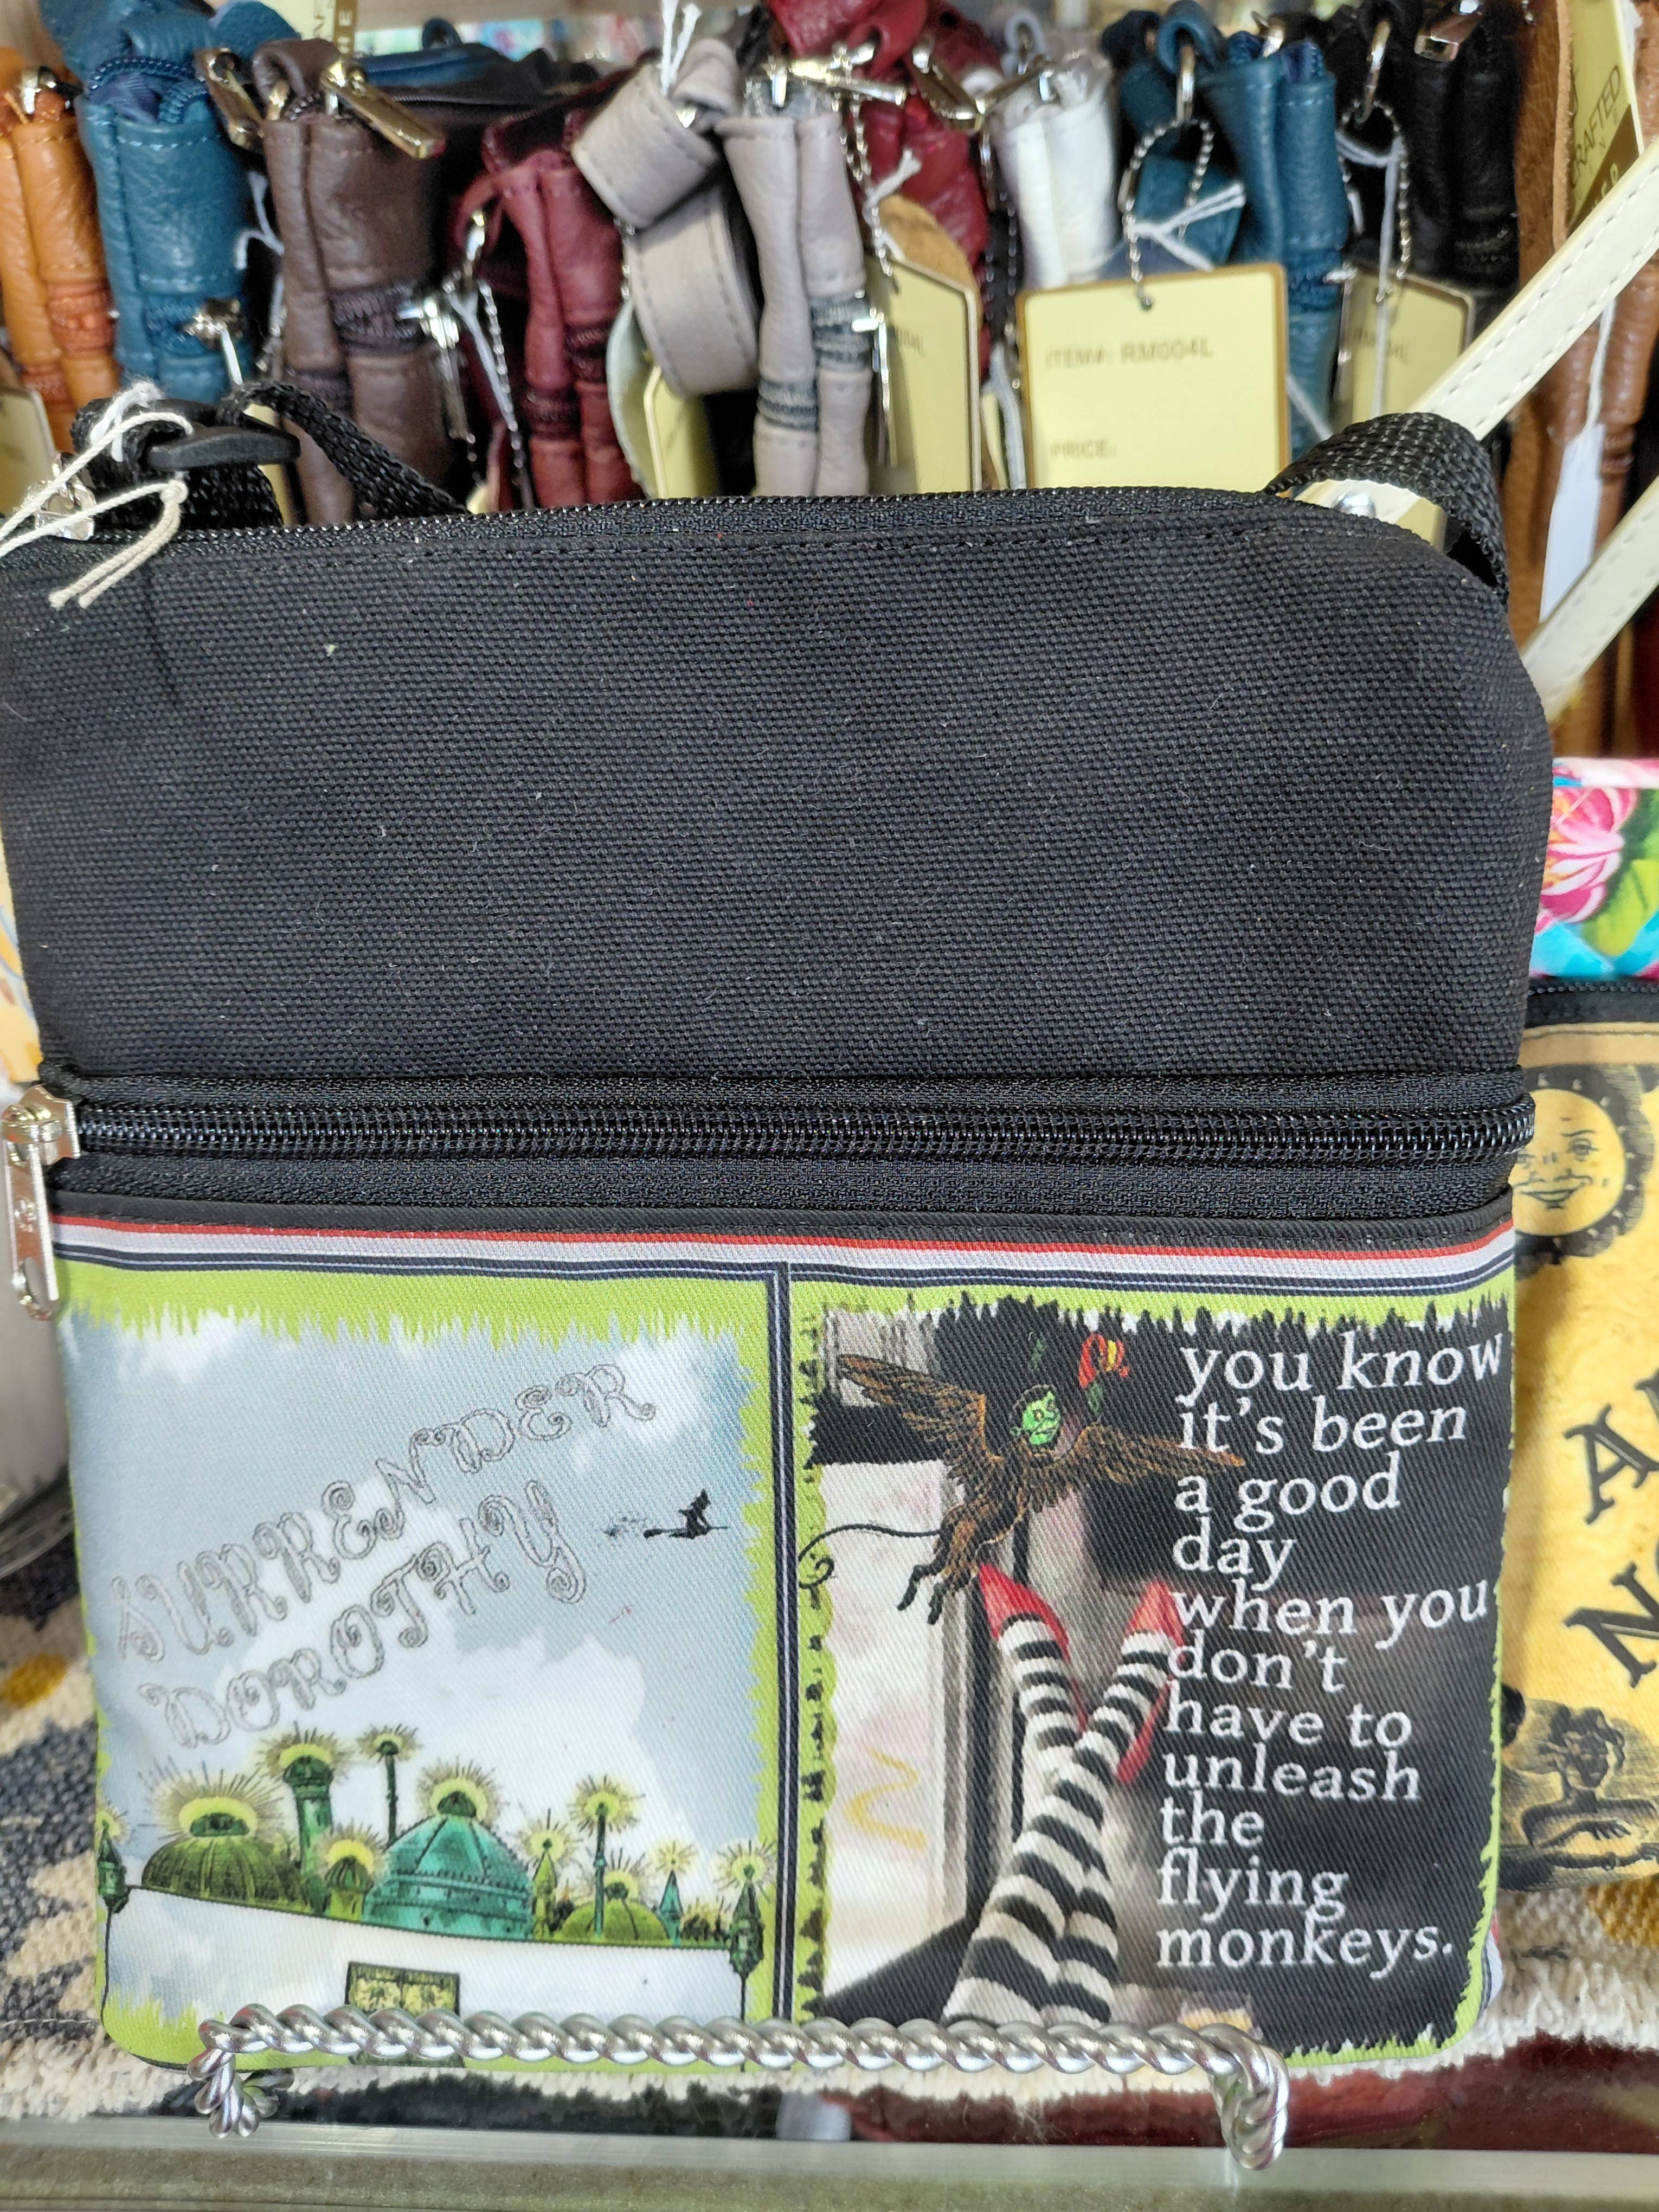 CRAFTED
ITEM#: RM004L
PRICE:
SURRENDER
DOROTHY
you know
it's been
a good
day
when you
don't
have to
unleash
the
flying
monkeys.